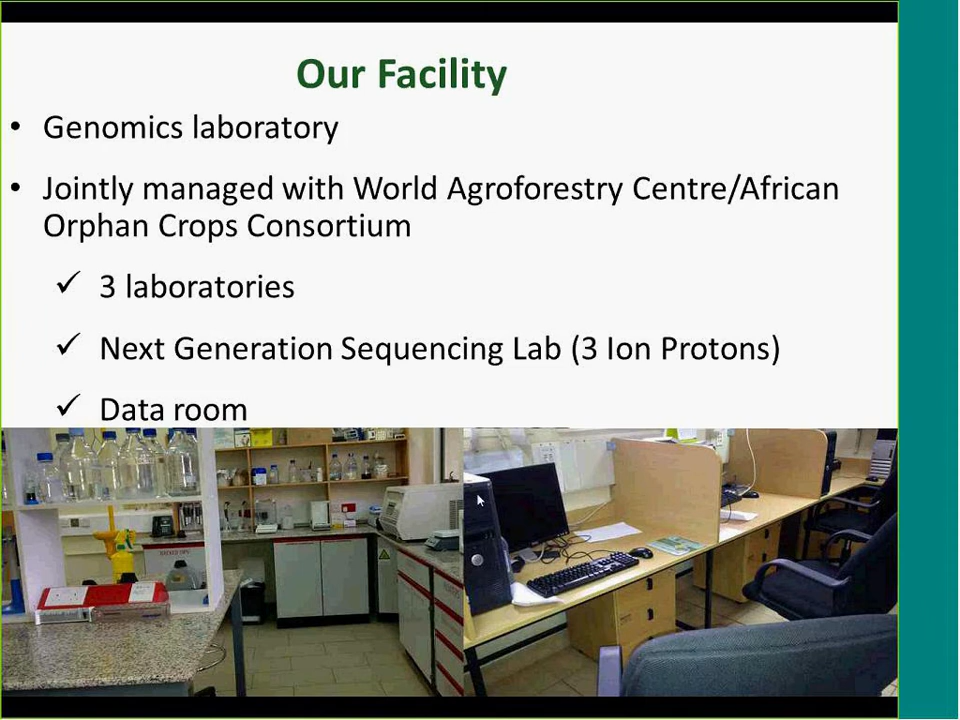 Our Facility
• Genomics laboratory
• Jointly managed with World Agroforestry Centre/African
Orphan Crops Consortium
✓ 3 laboratories
✓ Next Generation Sequencing Lab (3 Ion Protons)
✓ Data room